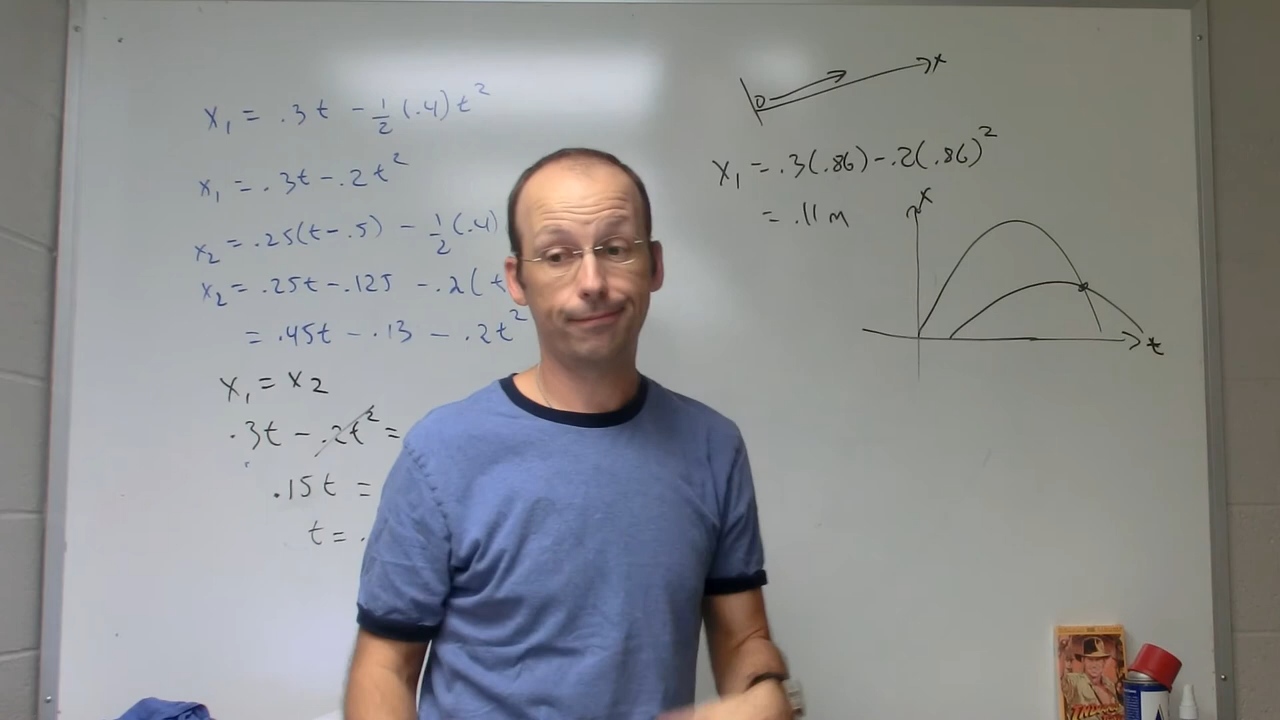 x₁ = .3t - 1/2 (.4)t²
x₁ = .3t - .2t²
x₂ = .25(t - .5) - 1/2 (.4)
x₂ = .25t - .125 - .2( t
= .45t - .13 - .2t²
x₁ = x₂
.3t - .2t² =
.15t =
t = .
0 x
x₁ = .3(.86) - .2(.86)²
= .11 m
x
t